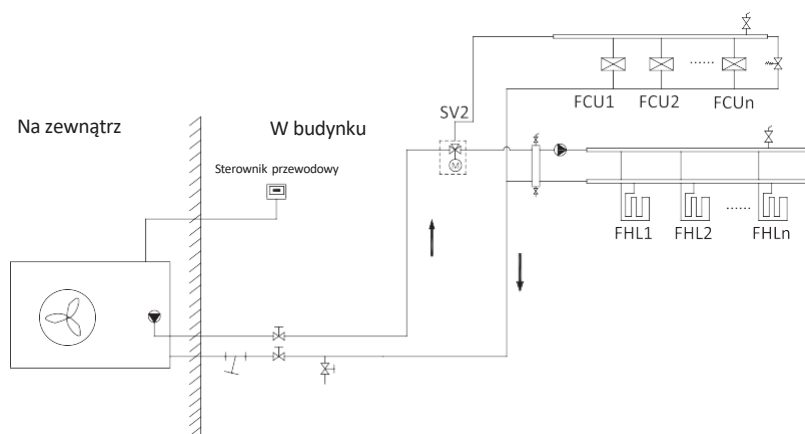 FCU1 FCU2 FCUn
SV2
Na zewnątrz
W budynku
Sterownik przewodowy
M
FHL1 FHL2 FHLn